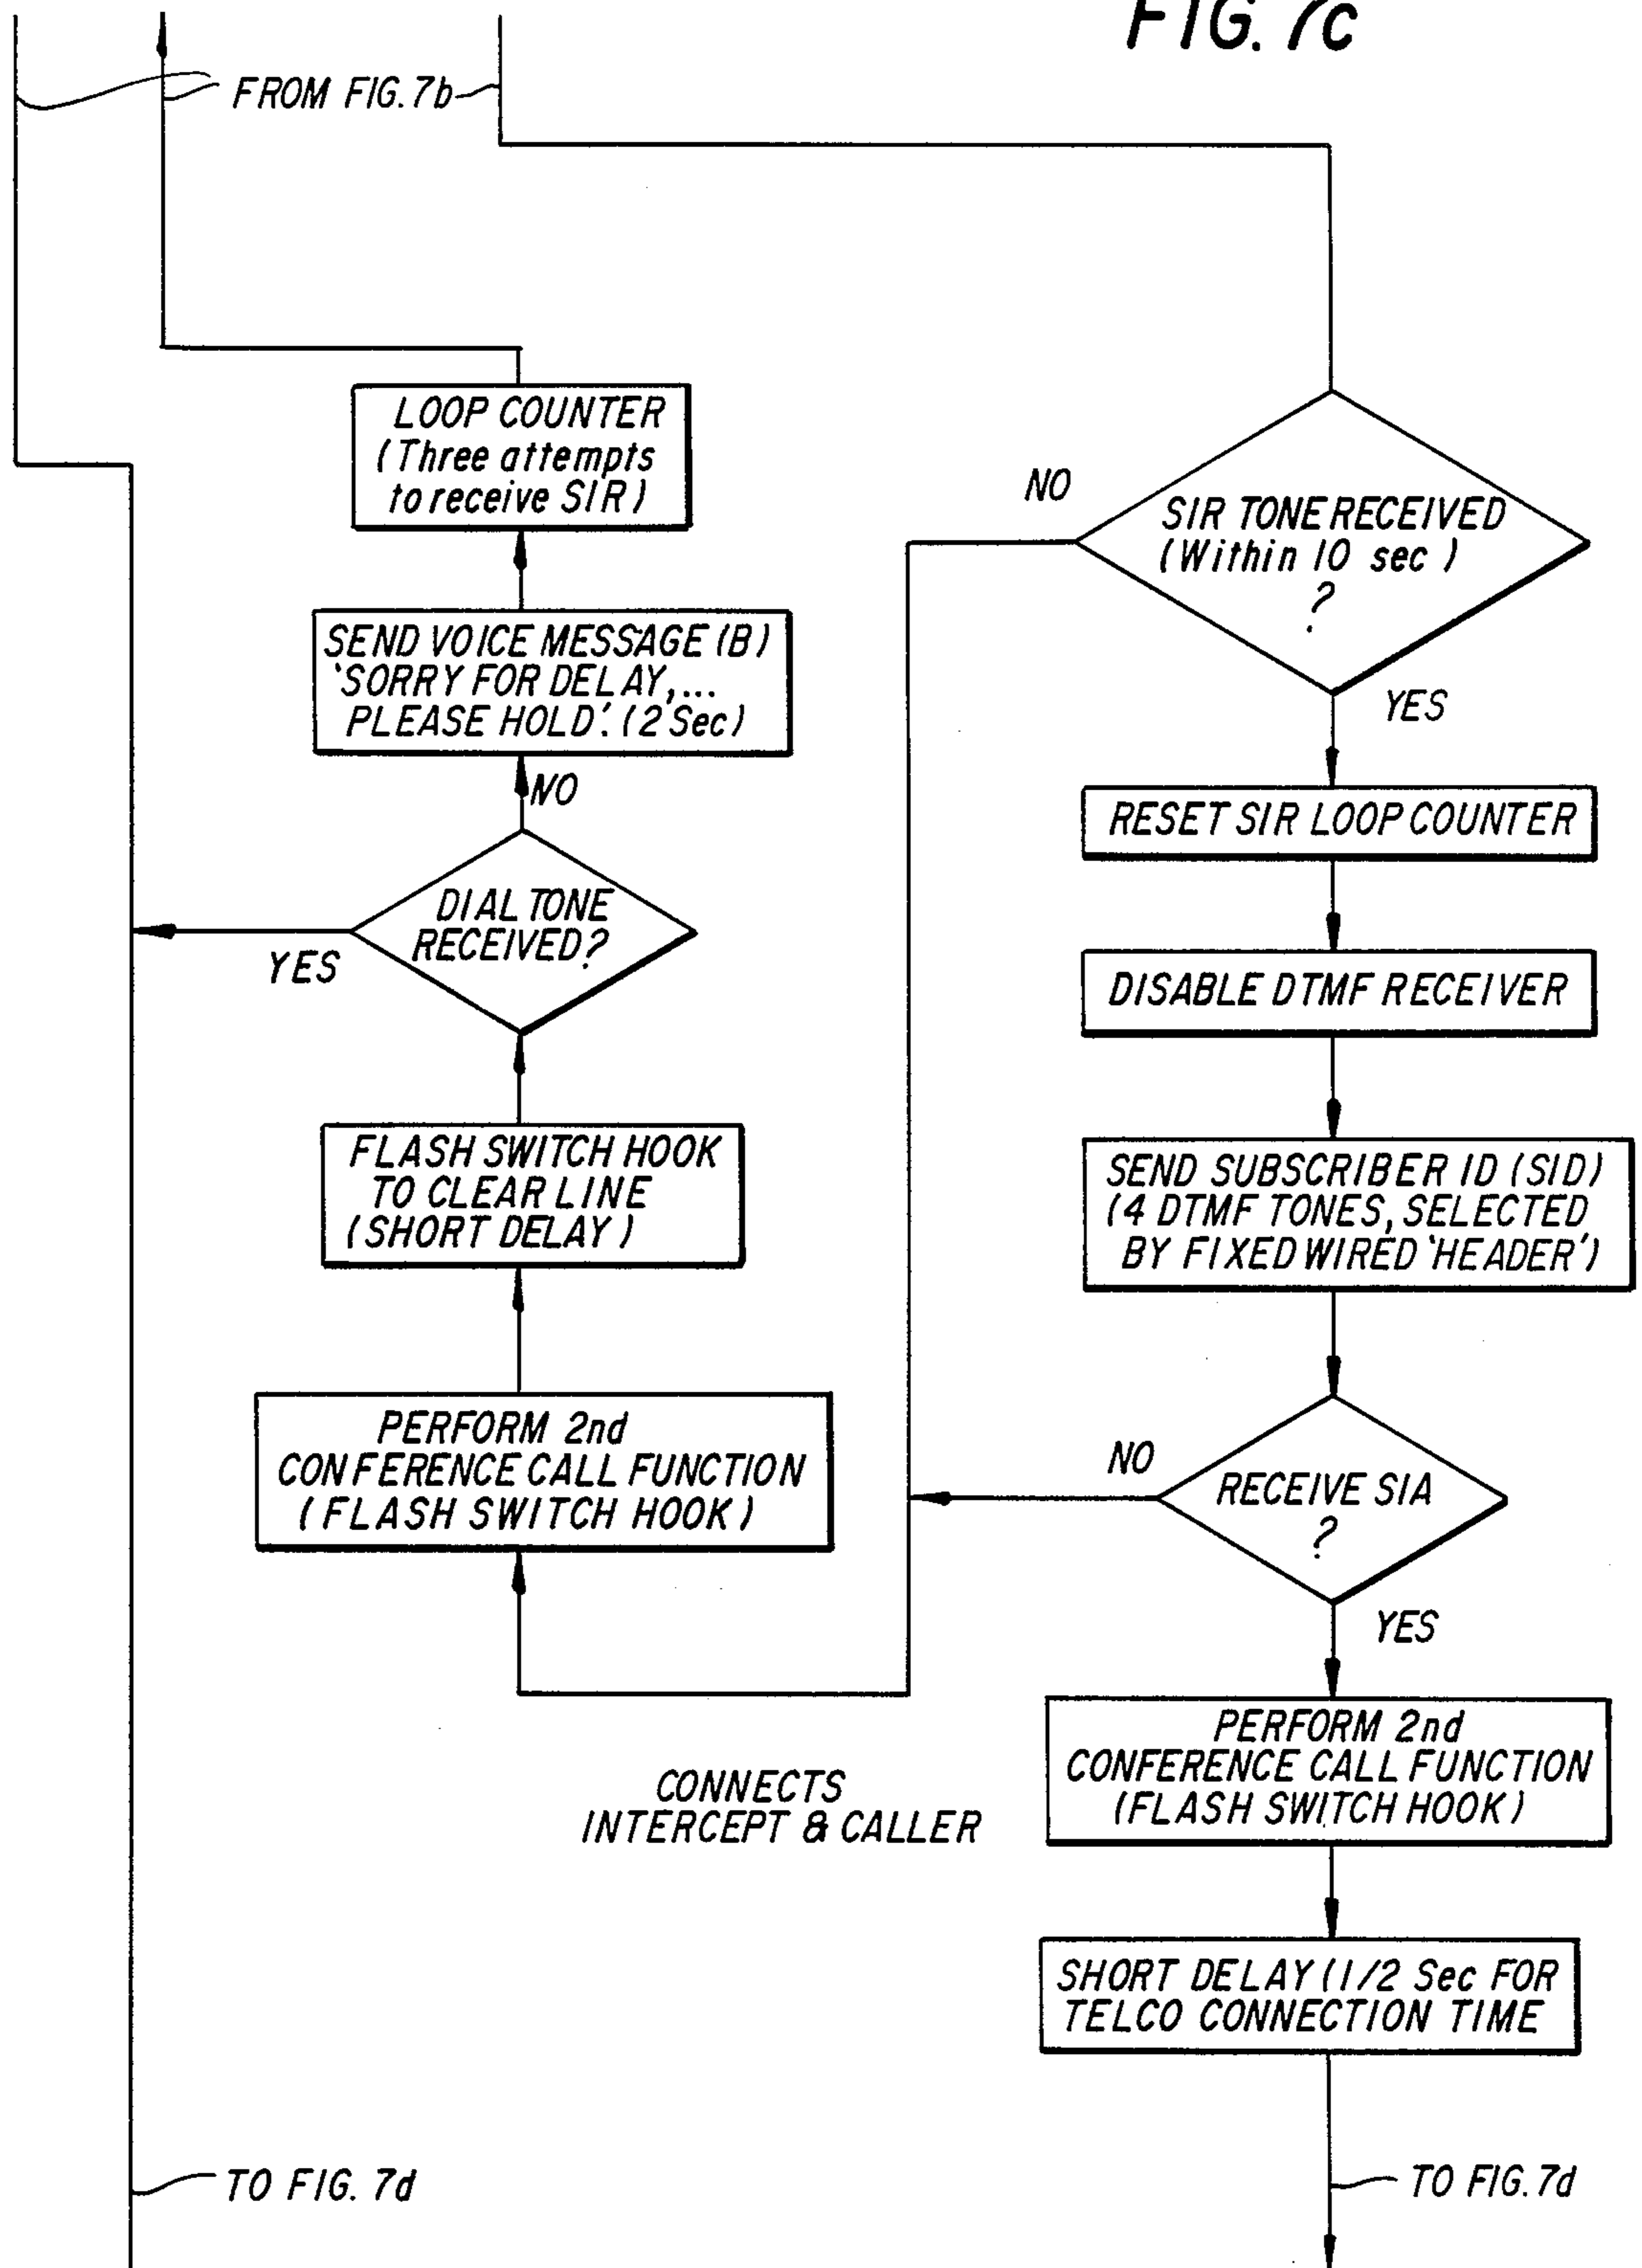 FIG. 7c
FROM FIG. 7b
LOOP COUNTER
(Three attempts
to receive SIR)
SEND VOICE MESSAGE (B)
'SORRY FOR DELAY,...
PLEASE HOLD'. (2 Sec)
NO
DIAL TONE
RECEIVED?
YES
FLASH SWITCH HOOK
TO CLEAR LINE
(SHORT DELAY)
PERFORM 2nd
CONFERENCE CALL FUNCTION
(FLASH SWITCH HOOK)
NO
SIR TONE RECEIVED
(Within 10 sec)
?
YES
RESET SIR LOOP COUNTER
DISABLE DTMF RECEIVER
SEND SUBSCRIBER ID (SID)
(4 DTMF TONES, SELECTED
BY FIXED WIRED 'HEADER')
NO
RECEIVE SIA
?
YES
PERFORM 2nd
CONFERENCE CALL FUNCTION
(FLASH SWITCH HOOK)
CONNECTS
INTERCEPT & CALLER
SHORT DELAY (1/2 Sec FOR
TELCO CONNECTION TIME
TO FIG. 7d
TO FIG. 7d